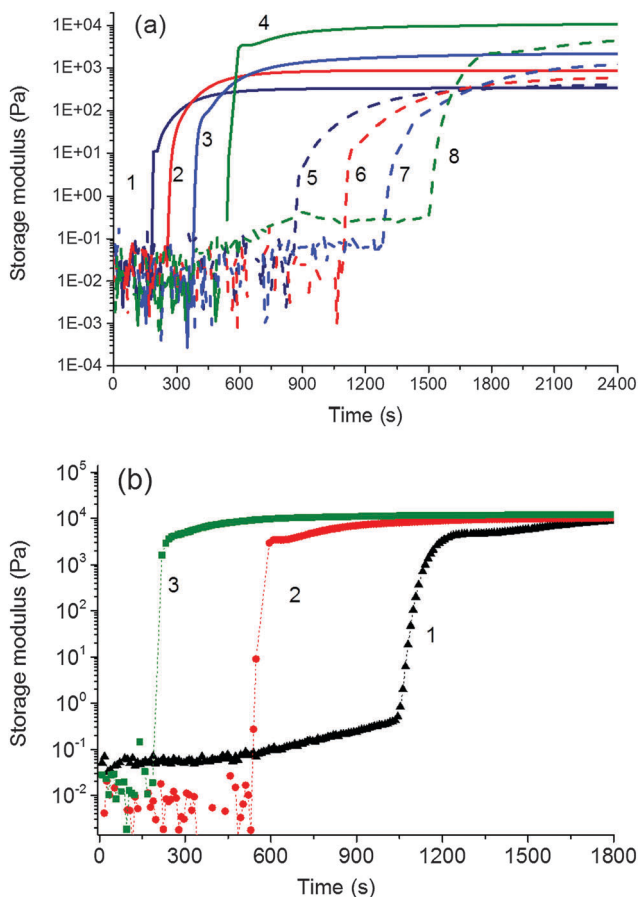 (a)
Storage modulus (Pa)
1E+04
1E+03
1E+02
1E+01
1E+00
1E-01
1E-02
1E-03
1E-04
1
2
3
4
5
6
7
8
0 300 600 900 1200 1500 1800 2100 2400
Time (s)
(b)
Storage modulus (Pa)
10^5
10^4
10^3
10^2
10^1
10^0
10^-1
10^-2
3
2
1
0 300 600 900 1200 1500 1800
Time (s)